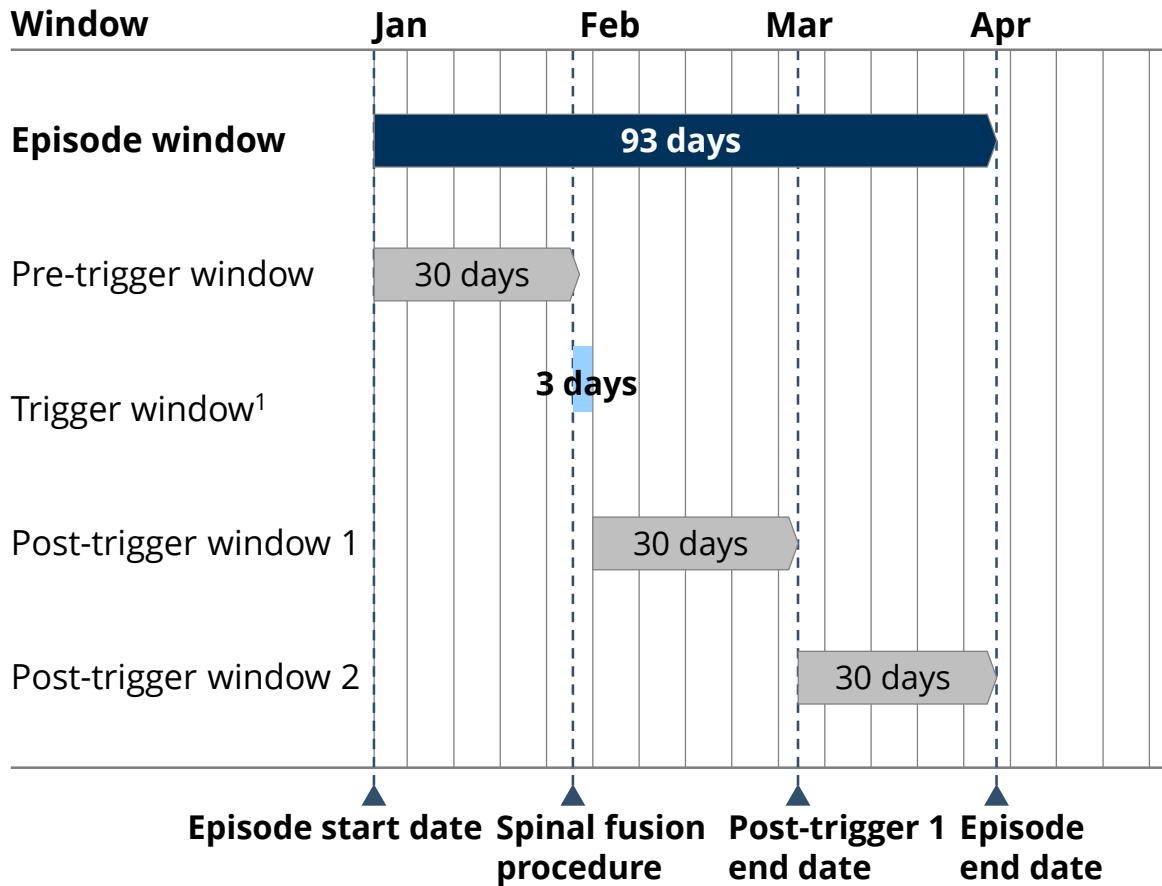 Window Jan Feb Mar Apr
Episode window 93 days
Pre-trigger window 30 days
Trigger window¹ 3 days
Post-trigger window 1 30 days
Post-trigger window 2 30 days
Episode start date
Spinal fusion
procedure
Post-trigger 1
end date
Episode
end date